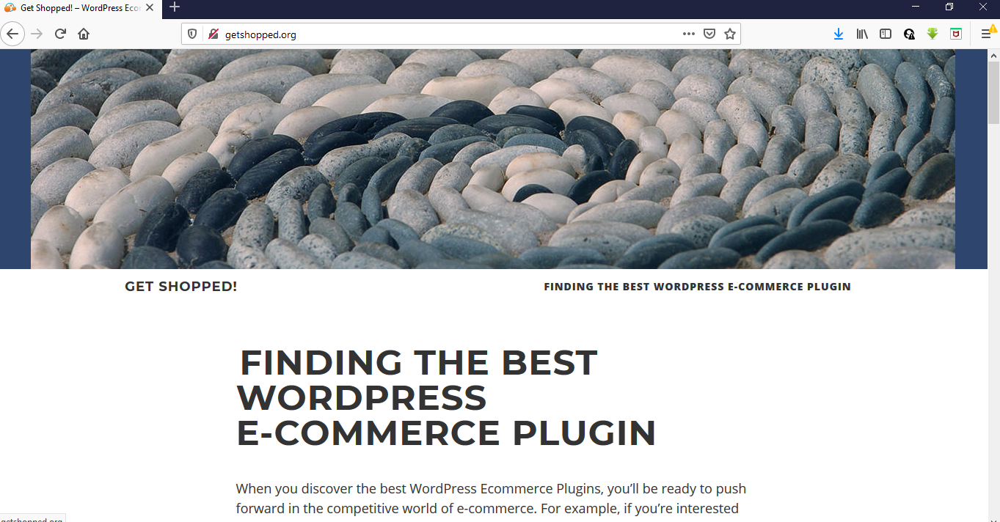 Get Shopped! – WordPress Ecor
getshopped.org
GET SHOPPED!
FINDING THE BEST WORDPRESS E-COMMERCE PLUGIN
FINDING THE BEST
WORDPRESS
E-COMMERCE PLUGIN
When you discover the best WordPress Ecommerce Plugins, you’ll be ready to push
forward in the competitive world of e-commerce. For example, if you’re interested
getshopped.org